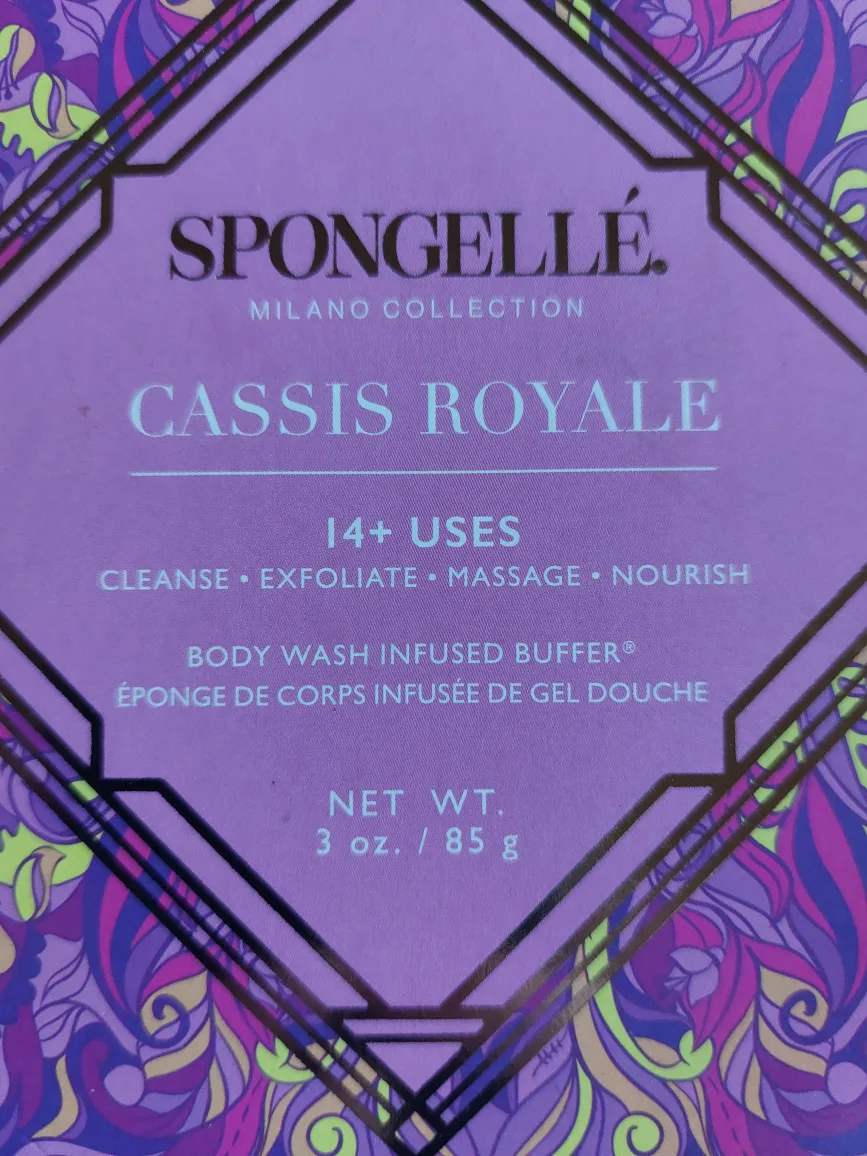 SPONGELLÉ.
MILANO COLLECTION
CASSIS ROYALE
14+ USES
CLEANSE • EXFOLIATE • MASSAGE • NOURISH
BODY WASH INFUSED BUFFER®
ÉPONGE DE CORPS INFUSÉE DE GEL DOUCHE
NET WT.
3 oz. / 85 g